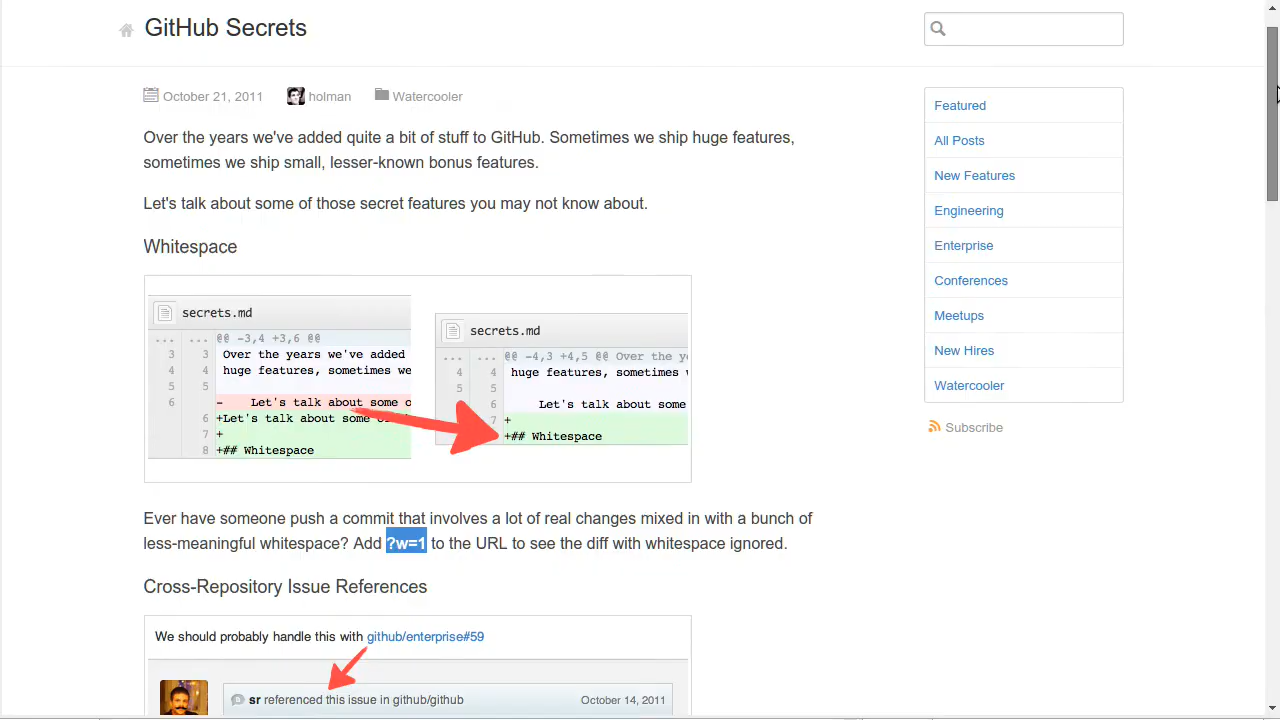 GitHub Secrets
October 21, 2011 holman Watercooler
Over the years we've added quite a bit of stuff to GitHub. Sometimes we ship huge features,
sometimes we ship small, lesser-known bonus features.
Let's talk about some of those secret features you may not know about.
Whitespace
secrets.md
... ... @@ -3,4 +3,6 @@
3 3 Over the years we've added
4 4 huge features, sometimes we
5 5
6 - Let's talk about some
6 +Let's talk about some
7 +
8 +## Whitespace
secrets.md
... ... @@ -4,3 +4,5 @@ Over the
4 4 huge features, sometimes
5 5
6 Let's talk about some
7 +
+## Whitespace
Ever have someone push a commit that involves a lot of real changes mixed in with a bunch of
less-meaningful whitespace? Add ?w=1 to the URL to see the diff with whitespace ignored.
Cross-Repository Issue References
We should probably handle this with github/enterprise#59
sr referenced this issue in github/github October 14, 2011
Featured
All Posts
New Features
Engineering
Enterprise
Conferences
Meetups
New Hires
Watercooler
Subscribe